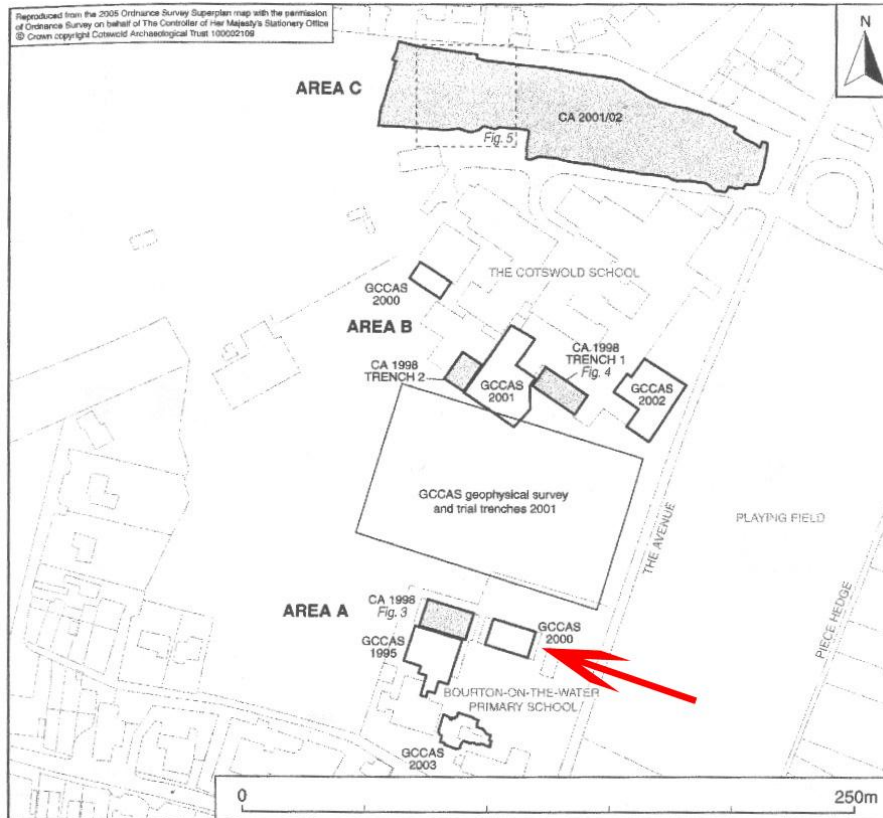 Reproduced from the 2005 Ordnance Survey Superplan map with the permission
of Ordnance Survey on behalf of The Controller of Her Majesty's Stationery Office
© Crown copyright Cotswold Archaeological Trust 100002109
N
AREA C
CA 2001/02
Fig. 5
THE COTSWOLD SCHOOL
GCCAS
2000
AREA B
CA 1998
TRENCH 1
Fig. 4
CA 1998
TRENCH 2
GCCAS
2001
GCCAS
2002
GCCAS geophysical survey
and trial trenches 2001
THE AVENUE
PLAYING FIELD
PIECE HEDGE
AREA A
CA 1998
Fig. 3
GCCAS
1995
GCCAS
2000
BOURTON-ON-THE-WATER
PRIMARY SCHOOL
GCCAS
2003
0
250m